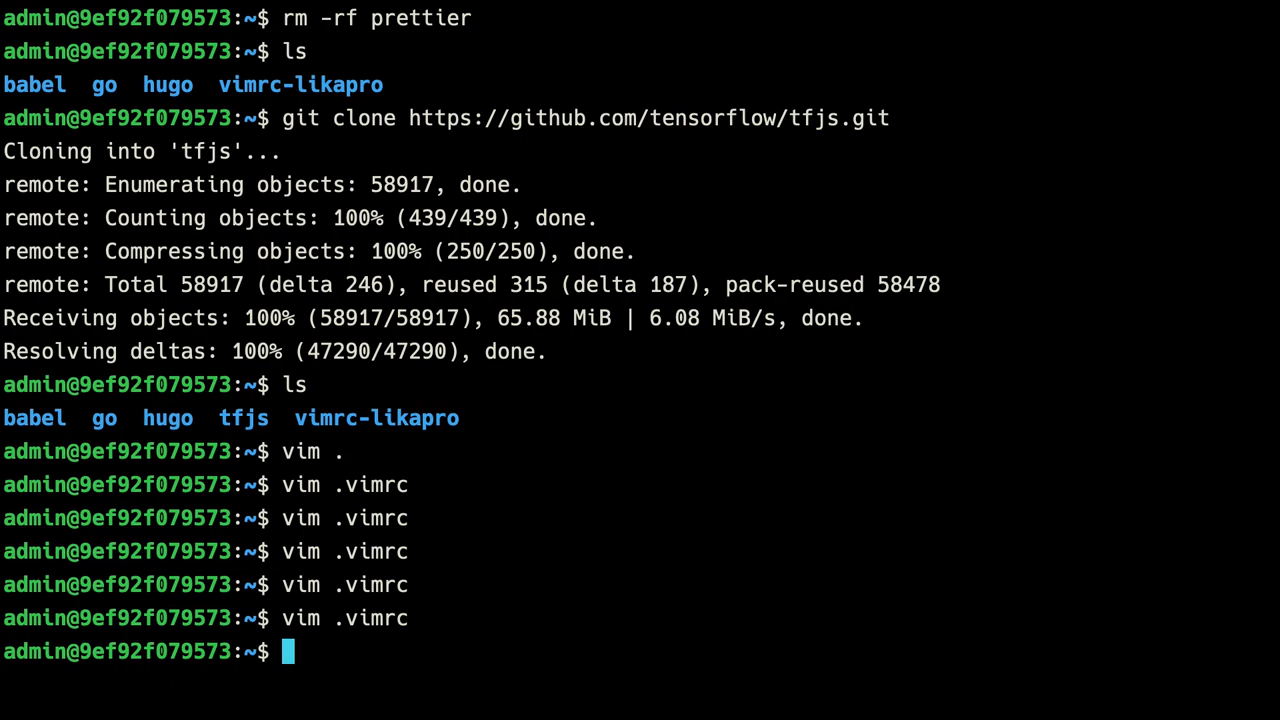 admin@9ef92f079573:~$ rm -rf prettier
admin@9ef92f079573:~$ ls
babel  go  hugo  vimrc-likapro
admin@9ef92f079573:~$ git clone https://github.com/tensorflow/tfjs.git
Cloning into 'tfjs'...
remote: Enumerating objects: 58917, done.
remote: Counting objects: 100% (439/439), done.
remote: Compressing objects: 100% (250/250), done.
remote: Total 58917 (delta 246), reused 315 (delta 187), pack-reused 58478
Receiving objects: 100% (58917/58917), 65.88 MiB | 6.08 MiB/s, done.
Resolving deltas: 100% (47290/47290), done.
admin@9ef92f079573:~$ ls
babel  go  hugo  tfjs  vimrc-likapro
admin@9ef92f079573:~$ vim .
admin@9ef92f079573:~$ vim .vimrc
admin@9ef92f079573:~$ vim .vimrc
admin@9ef92f079573:~$ vim .vimrc
admin@9ef92f079573:~$ vim .vimrc
admin@9ef92f079573:~$ vim .vimrc
admin@9ef92f079573:~$